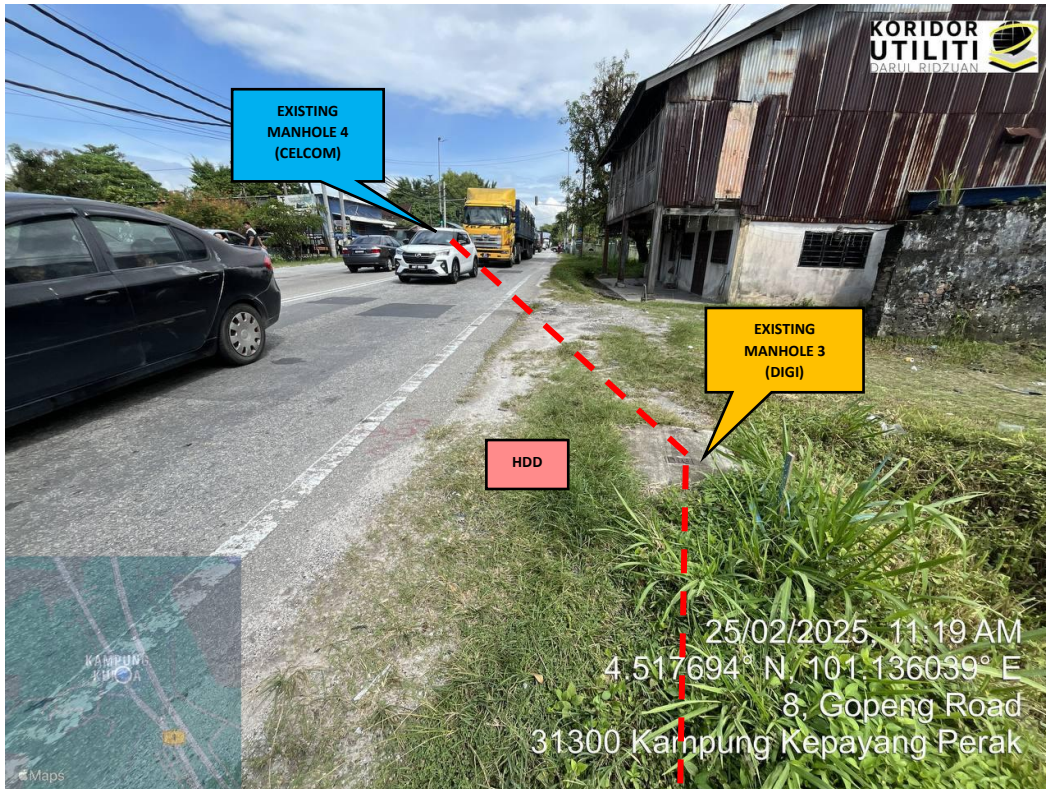 KORIDOR
UTILITI
DARUL RIDZUAN
EXISTING
MANHOLE 4
(CELCOM)
EXISTING
MANHOLE 3
(DIGI)
HDD
25/02/2025, 11:19 AM
4.517694° N, 101.136039° E
8, Gopeng Road
31300 Kampung Kepayang Perak
KAMPUNG
Maps